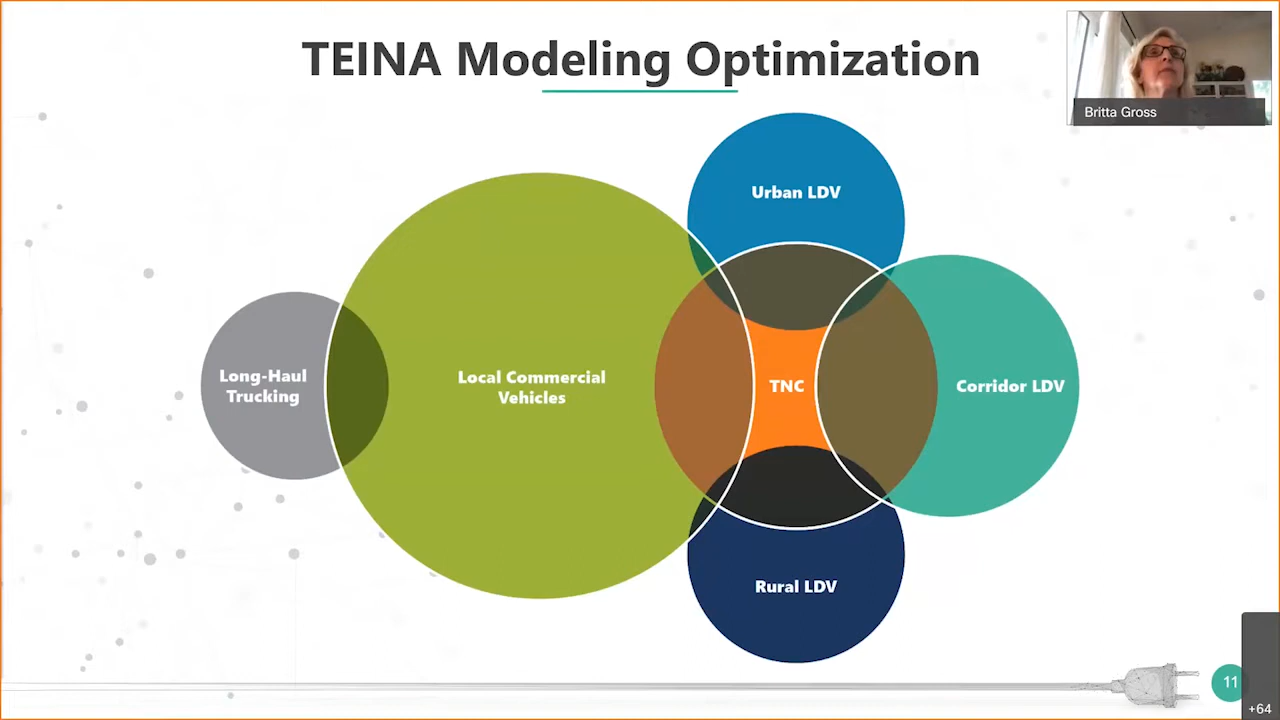 TEINA Modeling Optimization
Britta Gross
Urban LDV
Long-Haul
Trucking
Local Commercial
Vehicles
TNC
Corridor LDV
Rural LDV
11
+64